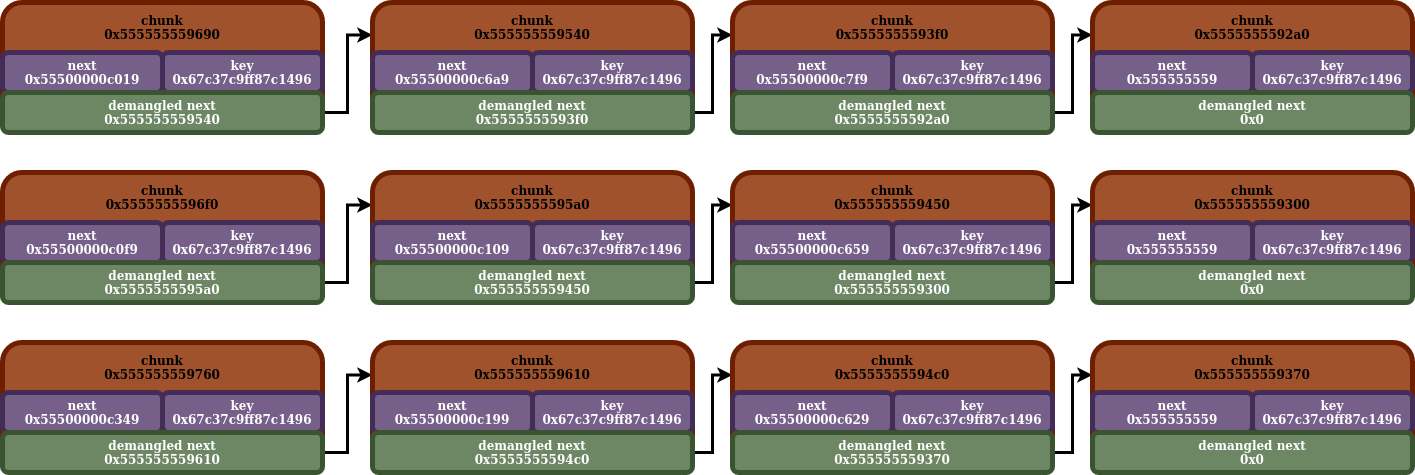 chunk
0x555555559690
next
0x55500000c019
key
0x67c37c9ff87c1496
demangled next
0x555555559540
chunk
0x555555559540
next
0x55500000c6a9
key
0x67c37c9ff87c1496
demangled next
0x5555555593f0
chunk
0x5555555593f0
next
0x55500000c7f9
key
0x67c37c9ff87c1496
demangled next
0x5555555592a0
chunk
0x5555555592a0
next
0x555555559
key
0x67c37c9ff87c1496
demangled next
0x0
chunk
0x5555555596f0
next
0x55500000c0f9
key
0x67c37c9ff87c1496
demangled next
0x5555555595a0
chunk
0x5555555595a0
next
0x55500000c109
key
0x67c37c9ff87c1496
demangled next
0x555555559450
chunk
0x555555559450
next
0x55500000c659
key
0x67c37c9ff87c1496
demangled next
0x555555559300
chunk
0x555555559300
next
0x555555559
key
0x67c37c9ff87c1496
demangled next
0x0
chunk
0x555555559760
next
0x55500000c349
key
0x67c37c9ff87c1496
demangled next
0x555555559610
chunk
0x555555559610
next
0x55500000c199
key
0x67c37c9ff87c1496
demangled next
0x5555555594c0
chunk
0x5555555594c0
next
0x55500000c629
key
0x67c37c9ff87c1496
demangled next
0x555555559370
chunk
0x555555559370
next
0x555555559
key
0x67c37c9ff87c1496
demangled next
0x0